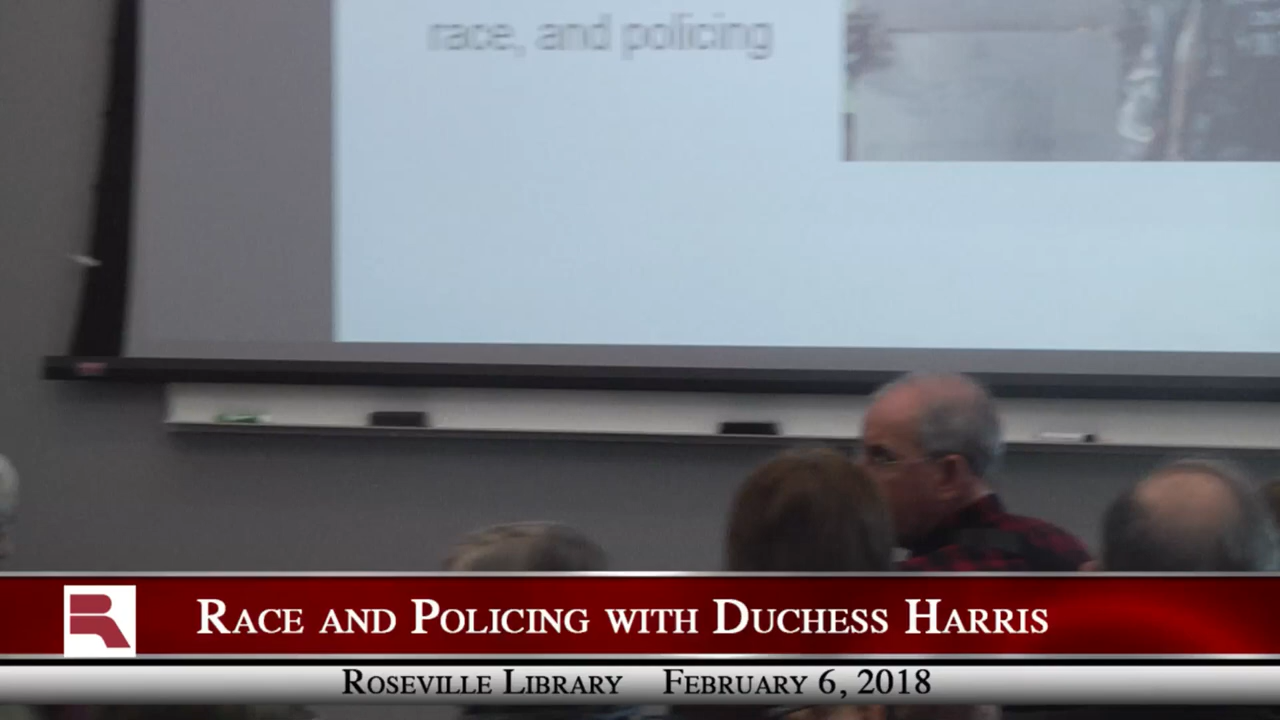 race, and policing
RACE AND POLICING WITH DUCHESS HARRIS
ROSEVILLE LIBRARY FEBRUARY 6, 2018